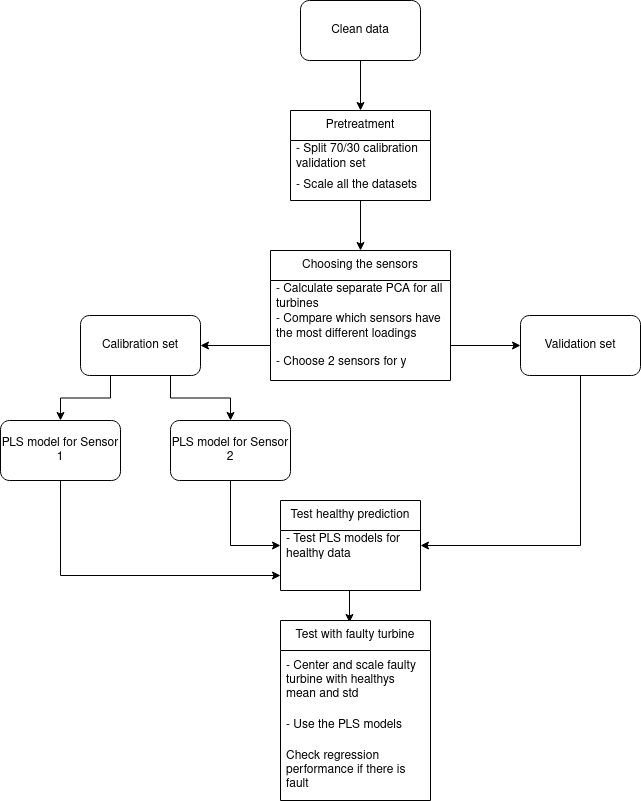 Clean data
Pretreatment
- Split 70/30 calibration
validation set
- Scale all the datasets
Choosing the sensors
- Calculate separate PCA for all
turbines
- Compare which sensors have
the most different loadings
- Choose 2 sensors for y
Calibration set
Validation set
PLS model for Sensor
1
PLS model for Sensor
2
Test healthy prediction
- Test PLS models for
healthy data
Test with faulty turbine
- Center and scale faulty
turbine with healthys
mean and std
- Use the PLS models
Check regression
performance if there is
fault